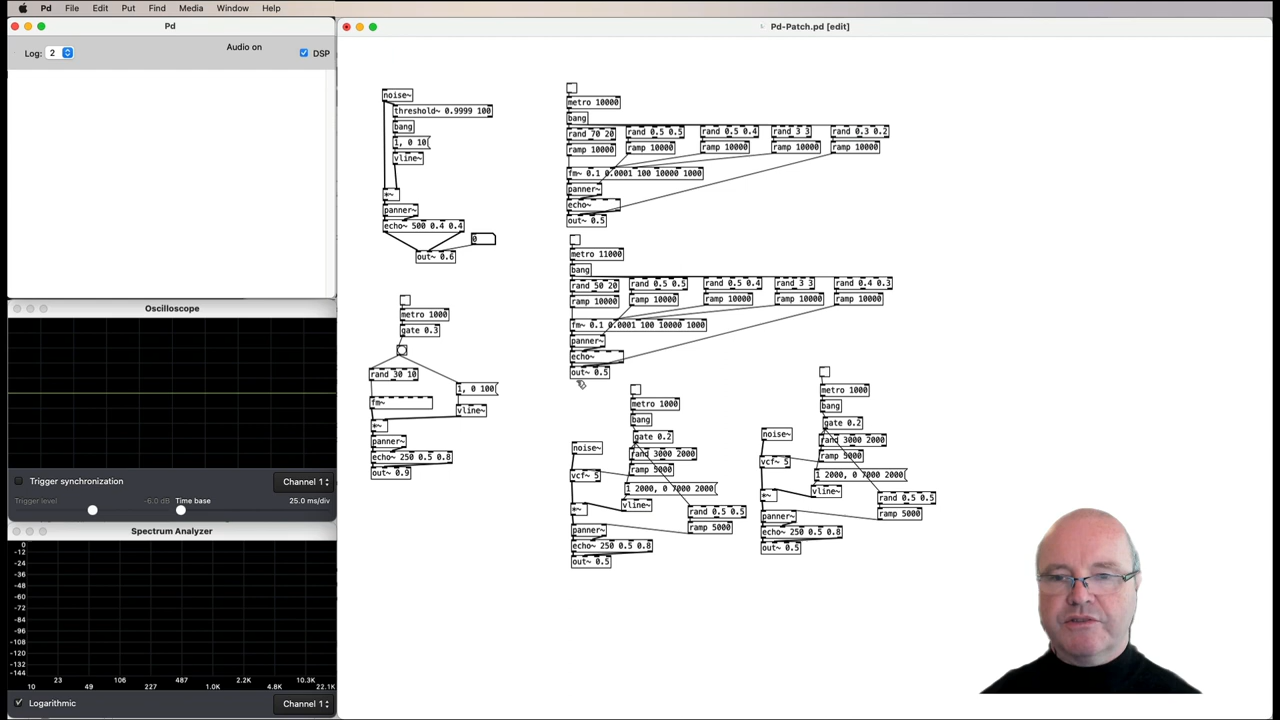 Pd File Edit Put Find Media Window Help
Pd
Log: 2 Audio on DSP
Pd-Patch.pd [edit]
noise~
threshold~ 0.9999 100
bang
1, 0 10
vline~
*~
panner~
echo~ 500 0.4 0.4
0
out~ 0.6
metro 1000
gate 0.3
rand 30 10
1, 0 100
fm~
vline~
*~
panner~
echo~ 250 0.5 0.8
out~ 0.9
metro 10000
bang
rand 70 20 rand 0.5 0.5 rand 0.5 0.4 rand 3 3 rand 0.3 0.2
ramp 10000 ramp 10000 ramp 10000 ramp 10000 ramp 10000
fm~ 0.1 0.0001 100 10000 1000
panner~
echo~
out~ 0.5
metro 11000
bang
rand 50 20 rand 0.5 0.5 rand 0.5 0.4 rand 3 3 rand 0.4 0.3
ramp 10000 ramp 10000 ramp 10000 ramp 10000 ramp 10000
fm~ 0.1 0.0001 100 10000 1000
panner~
echo~
out~ 0.5
metro 1000
bang
gate 0.2
noise~
rand 3000 2000
ramp 5000
vcf~ 5
1 2000, 0 7000 2000
vline~
*~
rand 0.5 0.5
ramp 5000
panner~
echo~ 250 0.5 0.8
out~ 0.5
metro 1000
bang
gate 0.2
noise~
rand 3000 2000
ramp 5000
vcf~ 5
1 2000, 0 7000 2000
vline~
*~
rand 0.5 0.5
ramp 5000
panner~
echo~ 250 0.5 0.8
out~ 0.5
Oscilloscope
Trigger synchronization Channel 1
Trigger level -6.0 dB Time base 25.0 ms/div
Spectrum Analyzer
0
-12
-24
-36
-48
-60
-72
-84
-96
-108
-120
-132
-144
23 106 481 2.2K 10.3K
10 49 227 1.0K 4.8K 22.1K
Logarithmic Channel 1